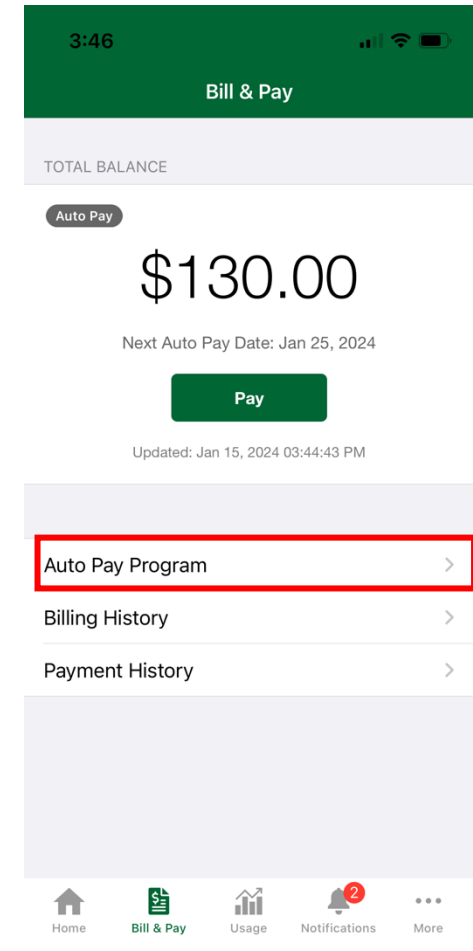 3:46
Bill & Pay
TOTAL BALANCE
Auto Pay
$130.00
Next Auto Pay Date: Jan 25, 2024
Pay
Updated: Jan 15, 2024 03:44:43 PM
Auto Pay Program
Billing History
Payment History
2
Home Bill & Pay Usage Notifications More